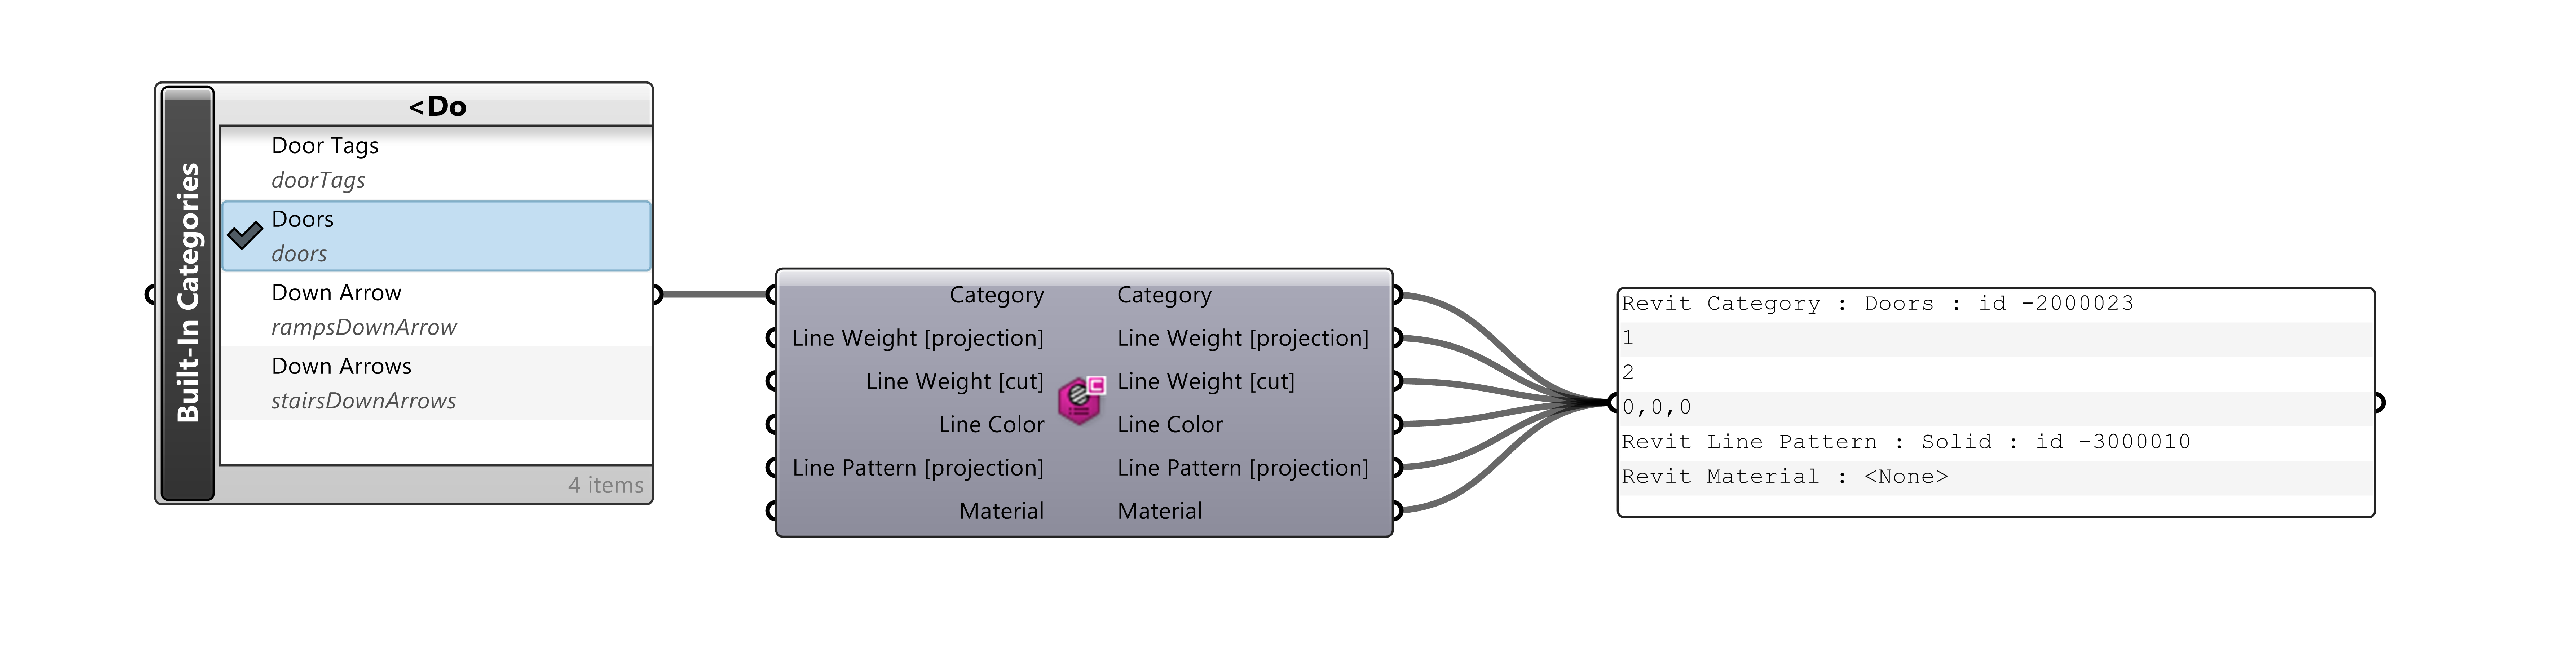 Built-In Categories
<Do
Door Tags
doorTags
Doors
doors
Down Arrow
rampsDownArrow
Down Arrows
stairsDownArrows
4 items
Category
Line Weight [projection]
Line Weight [cut]
Line Color
Line Pattern [projection]
Material
C
Category
Line Weight [projection]
Line Weight [cut]
Line Color
Line Pattern [projection]
Material
Revit Category : Doors : id -2000023
1
2
0,0,0
Revit Line Pattern : Solid : id -3000010
Revit Material : <None>